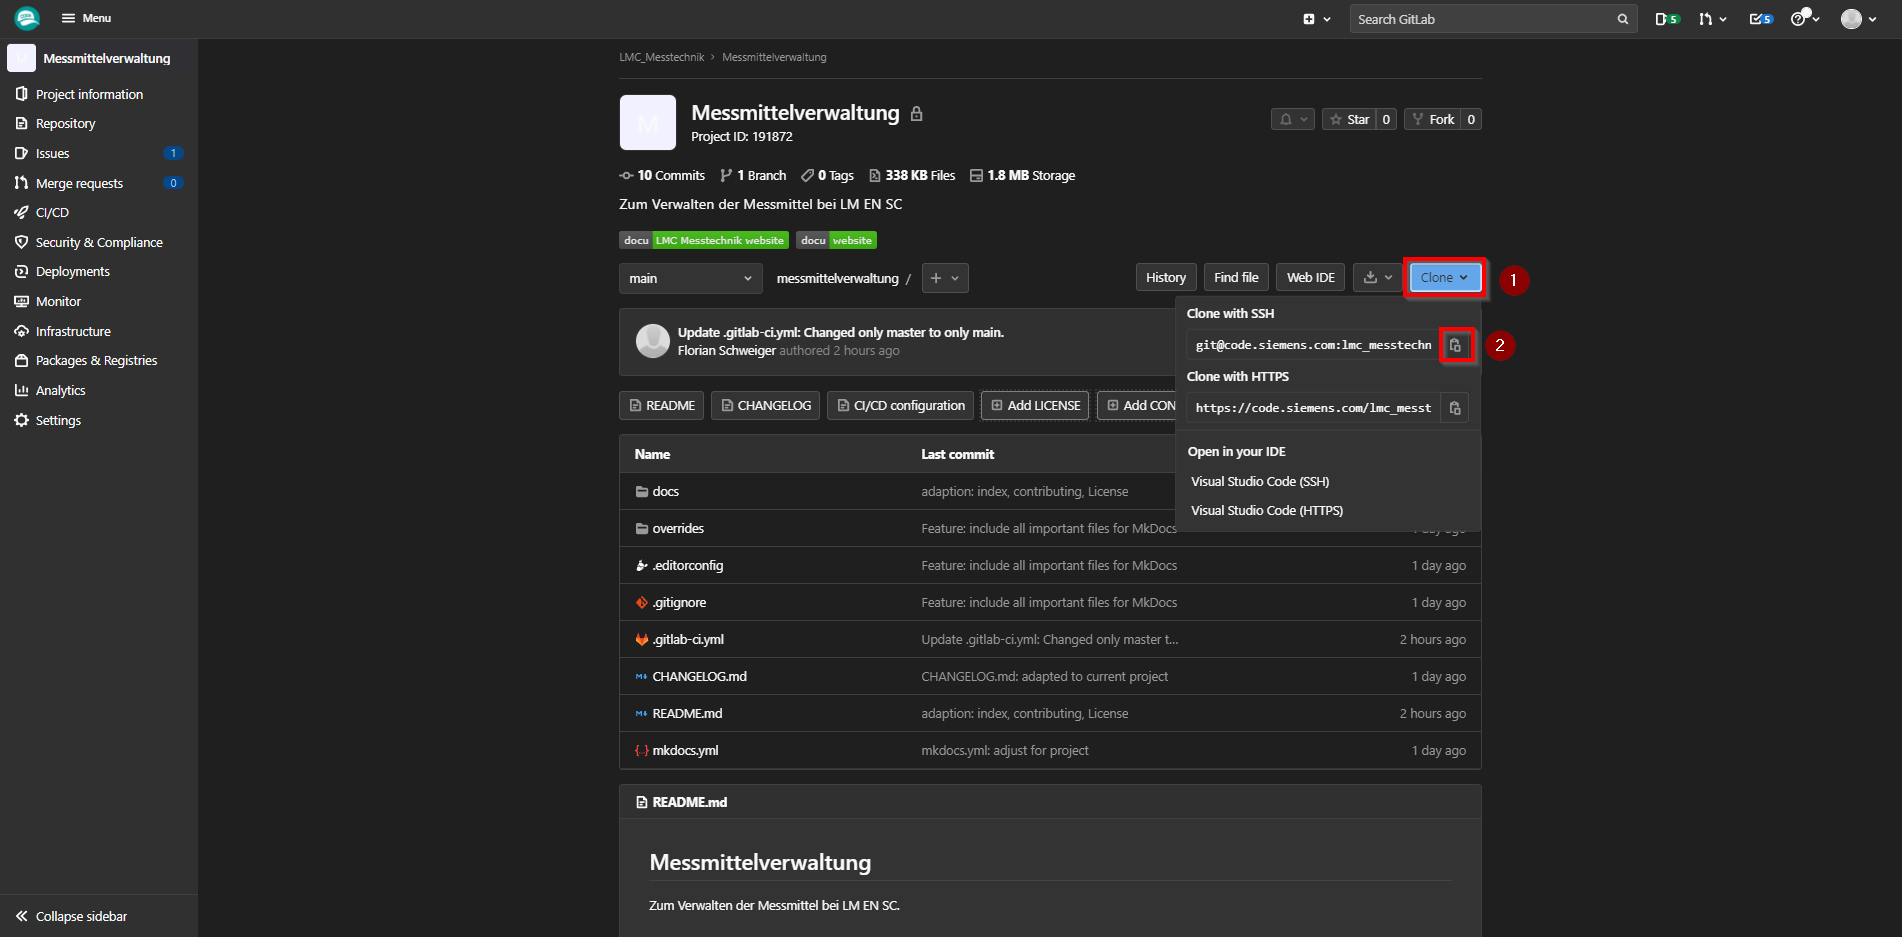 Menu
Search GitLab
5
5
M Messmittelverwaltung
Project information
Repository
Issues 1
Merge requests 0
CI/CD
Security & Compliance
Deployments
Monitor
Infrastructure
Packages & Registries
Analytics
Settings
Collapse sidebar
LMC_Messtechnik › Messmittelverwaltung
M
Messmittelverwaltung
Project ID: 191872
Star 0
Fork 0
10 Commits 1 Branch 0 Tags 338 KB Files 1.8 MB Storage
Zum Verwalten der Messmittel bei LM EN SC
docu LMC Messtechnik website docu website
main messmittelverwaltung / + History Find file Web IDE Clone 1
Clone with SSH
git@code.siemens.com:lmc_messtechn 2
Clone with HTTPS
https://code.siemens.com/lmc_messt
Open in your IDE
Visual Studio Code (SSH)
Visual Studio Code (HTTPS)
Update .gitlab-ci.yml: Changed only master to only main.
Florian Schweiger authored 2 hours ago
README CHANGELOG CI/CD configuration Add LICENSE Add CON
Name Last commit
docs adaption: index, contributing, License
overrides Feature: include all important files for MkDocs 1 day ago
.editorconfig Feature: include all important files for MkDocs 1 day ago
.gitignore Feature: include all important files for MkDocs 1 day ago
.gitlab-ci.yml Update .gitlab-ci.yml: Changed only master t... 2 hours ago
CHANGELOG.md CHANGELOG.md: adapted to current project 1 day ago
README.md adaption: index, contributing, License 2 hours ago
mkdocs.yml mkdocs.yml: adjust for project 1 day ago
README.md
Messmittelverwaltung
Zum Verwalten der Messmittel bei LM EN SC.